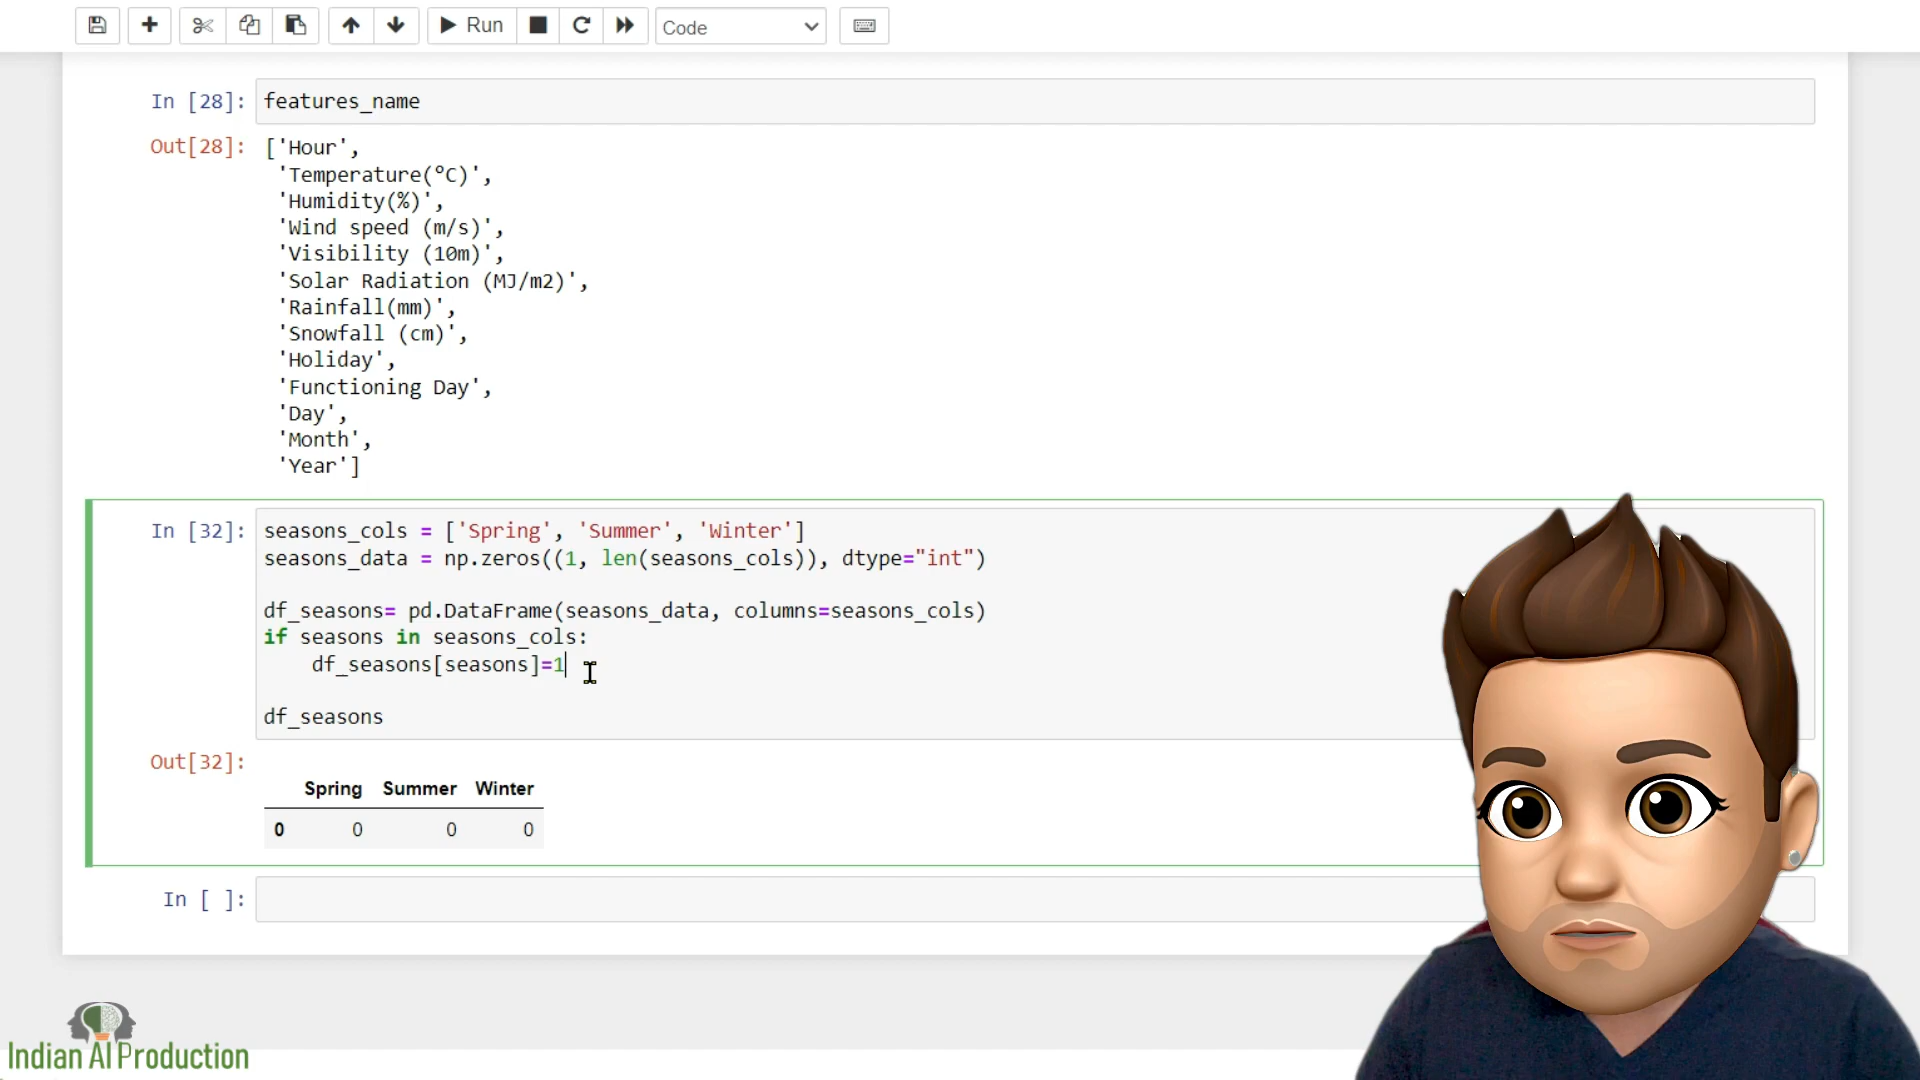 Run
Code
In [28]: features_name
Out[28]: ['Hour',
'Temperature(°C)',
'Humidity(%)',
'Wind speed (m/s)',
'Visibility (10m)',
'Solar Radiation (MJ/m2)',
'Rainfall(mm)',
'Snowfall (cm)',
'Holiday',
'Functioning Day',
'Day',
'Month',
'Year']
In [32]: seasons_cols = ['Spring', 'Summer', 'Winter']
seasons_data = np.zeros((1, len(seasons_cols)), dtype="int")
df_seasons= pd.DataFrame(seasons_data, columns=seasons_cols)
if seasons in seasons_cols:
df_seasons[seasons]=1
df_seasons
Out[32]:
Spring Summer Winter
0 0 0 0
In [ ]:
Indian AI Production